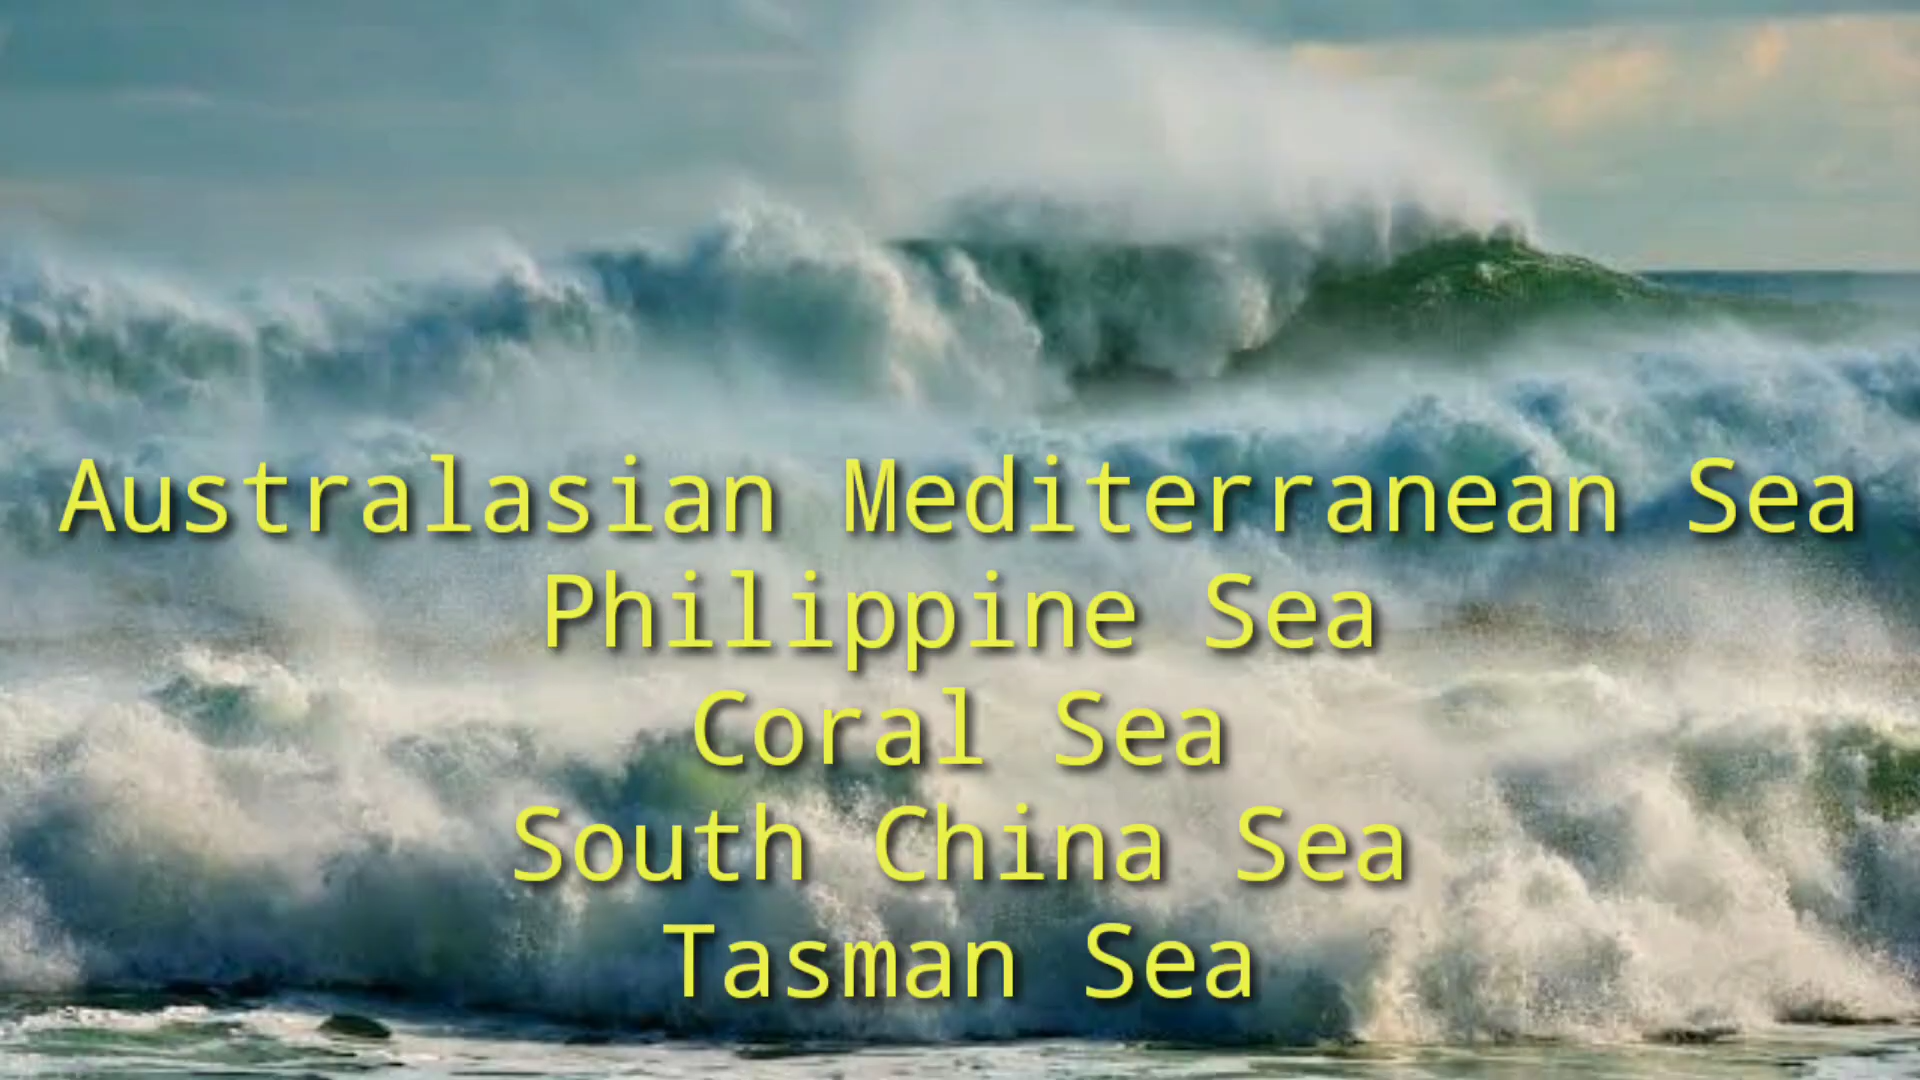 Australasian Mediterranean Sea
Philippine Sea
Coral Sea
South China Sea
Tasman Sea